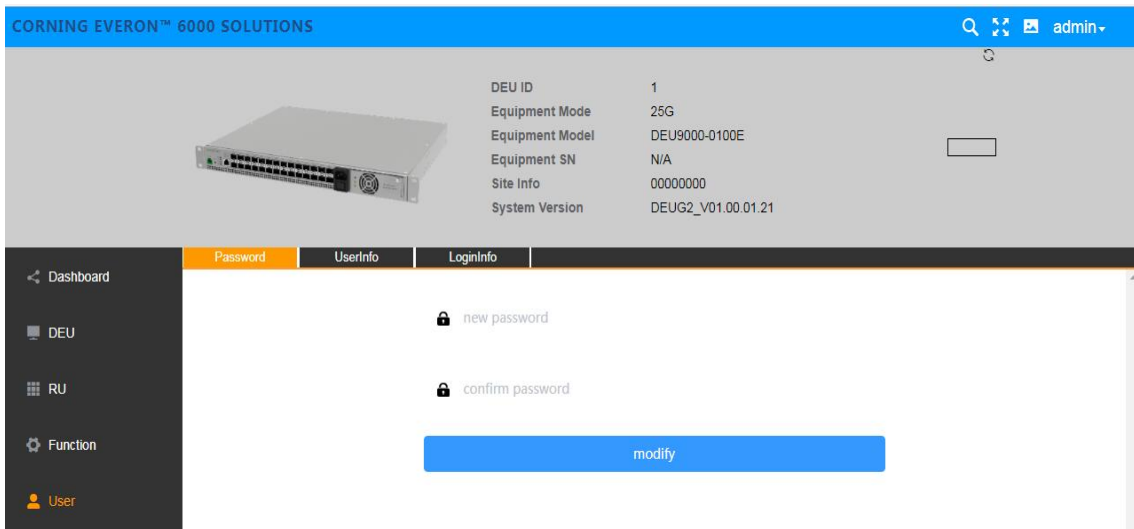 CORNING EVERON™ 6000 SOLUTIONS
admin
DEU ID 1
Equipment Mode 25G
Equipment Model DEU9000-0100E
Equipment SN N/A
Site Info 00000000
System Version DEUG2_V01.00.01.21
Password UserInfo LoginInfo
Dashboard
DEU
RU
Function
User
new password
confirm password
modify